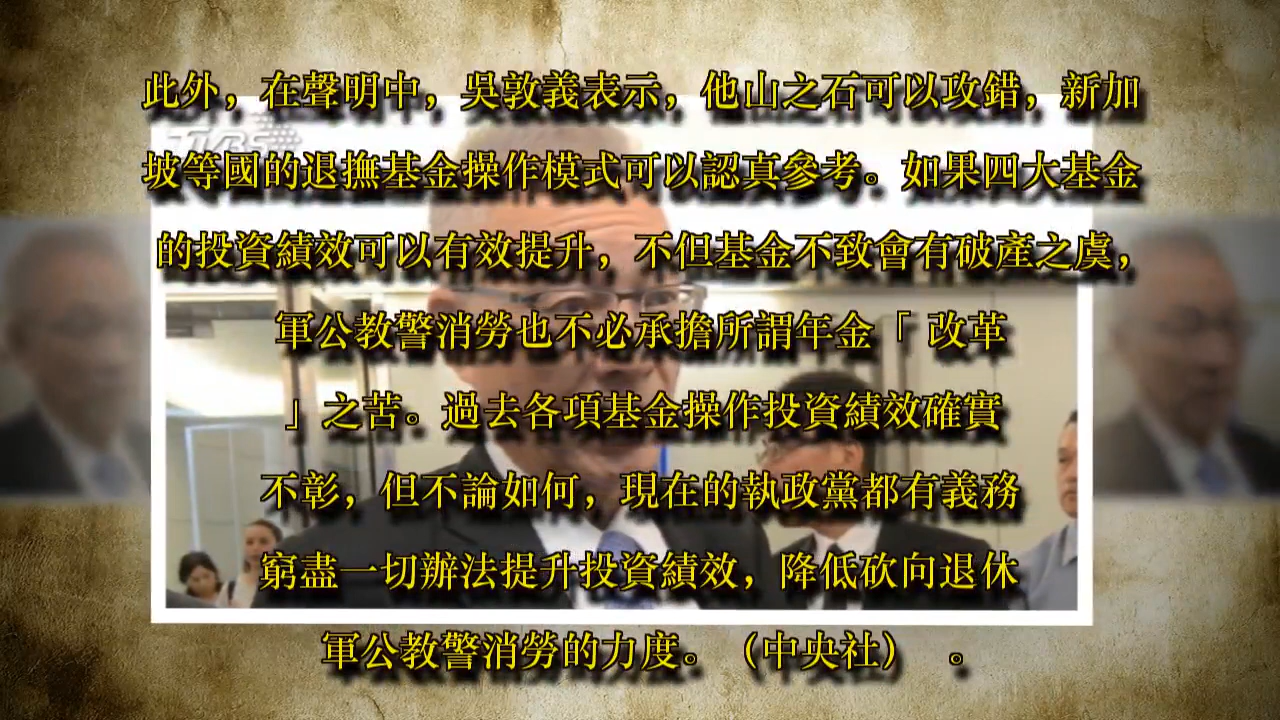 此外，在聲明中，吳敦義表示，他山之石可以攻錯，新加
坡等國的退撫基金操作模式可以認真參考。如果四大基金
的投資績效可以有效提升，不但基金不致會有破產之虞，
軍公教警消勞也不必承擔所謂年金「 改革
」之苦。過去各項基金操作投資績效確實
不彰，但不論如何，現在的執政黨都有義務
窮盡一切辦法提升投資績效，降低砍向退休
軍公教警消勞的力度。（中央社）　。
TVBS